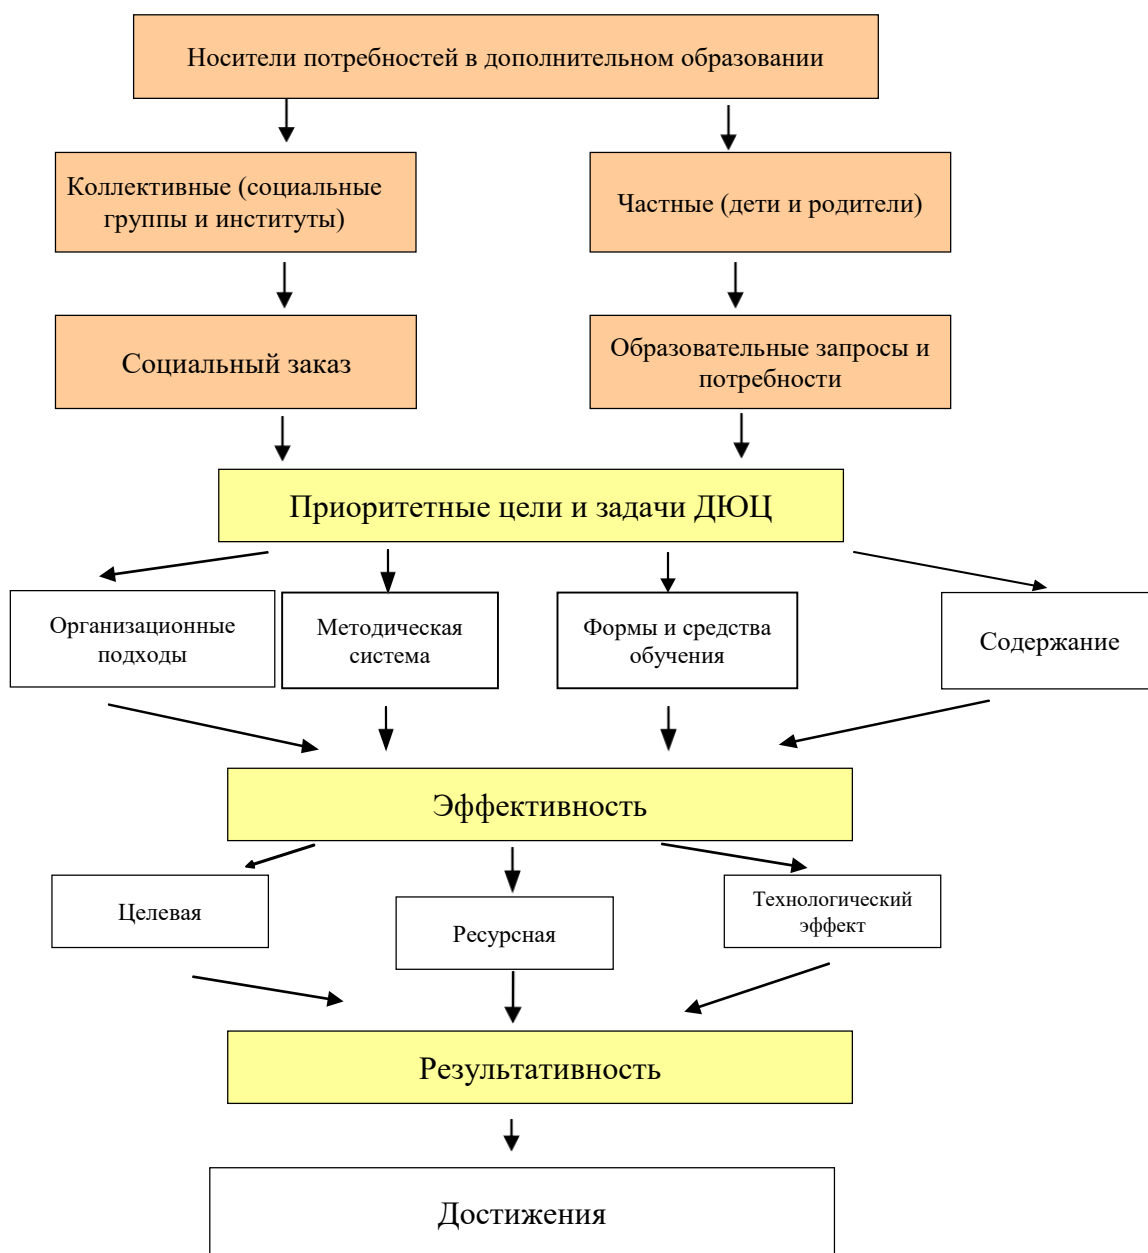 Носители потребностей в дополнительном образовании
Коллективные (социальные
группы и институты)
Частные (дети и родители)
Социальный заказ
Образовательные запросы и
потребности
Приоритетные цели и задачи ДЮЦ
Организационные
подходы
Методическая
система
Формы и средства
обучения
Содержание
Эффективность
Целевая
Ресурсная
Технологический
эффект
Результативность
Достижения